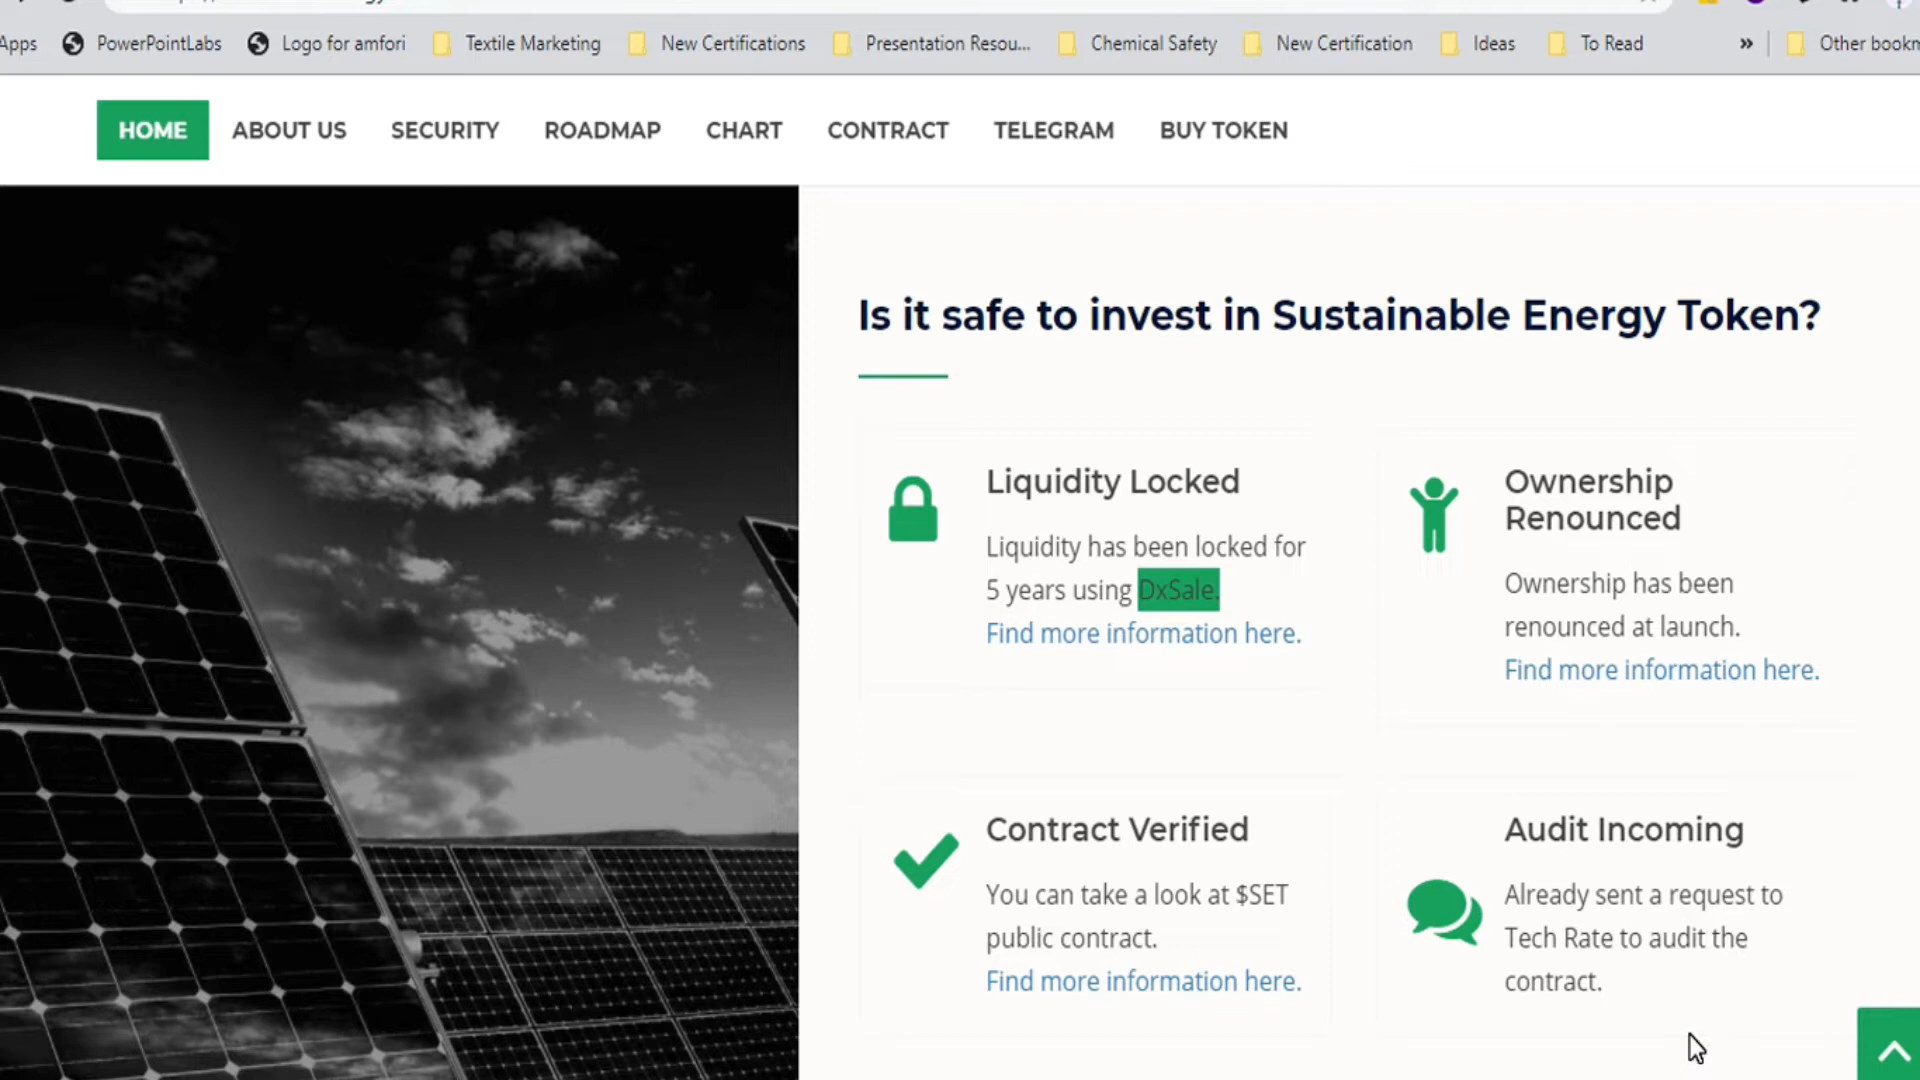 Apps PowerPointLabs Logo for amfori Textile Marketing New Certifications Presentation Resou... Chemical Safety New Certification Ideas To Read » Other bookm
HOME ABOUT US SECURITY ROADMAP CHART CONTRACT TELEGRAM BUY TOKEN
Is it safe to invest in Sustainable Energy Token?
Liquidity Locked
Liquidity has been locked for
5 years using DxSale.
Find more information here.
Ownership
Renounced
Ownership has been
renounced at launch.
Find more information here.
Contract Verified
You can take a look at $SET
public contract.
Find more information here.
Audit Incoming
Already sent a request to
Tech Rate to audit the
contract.